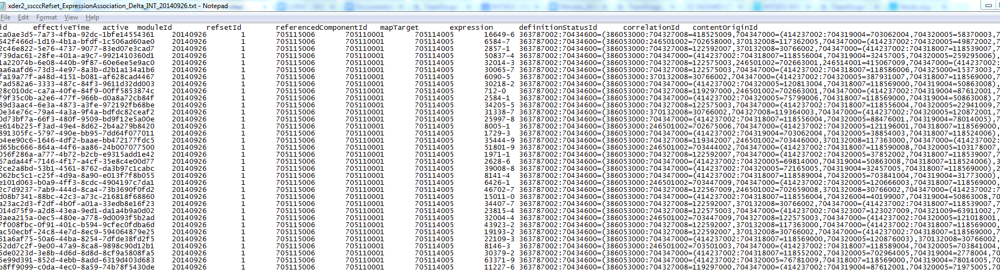 xder2_sscccRefset_ExpressionAssociation_Delta_INT_20140926.txt - Notepad
File Edit Format View Help
id effectiveTime active moduleId refsetId referencedComponentId mapTarget expression definitionStatusId correlationId contentOriginId
ca0ae3d5-7a73-4fba-92dc-1bfe14554361 20140926 1 705115006 705110001 705114005 16649-6 363787002:70434600=(386053000:704327008=418525009,704347000=(414237002:704319004=703062004,704320005=58370003,7
542f466d-1d19-4b1a-bfdf-1c506ad60ae0 20140926 1 705115006 705110001 705114005 6584-7 363787002:70434600=(386053000:246501002=702658000,370132008=117362005,704347000=(414237002:704320005=49872002,7
2c46e822-5e76-4737-9077-83ed07e3cad7 20140926 1 705115006 705110001 705114005 2857-1 363787002:70434600=(386053000:704327008=122592007,370132008=30766002,704347000=(414237002:704318007=118539007,7
739dac61-28fe-401a-a9c7-9921410360d1 20140926 1 705115006 705110001 705114005 50837-4 363787002:70434600=(386053000:704347000=(414237002:704318007=118556004,704319004=32457005,704320005=259295006),
1a22074b-6e08-440b-9f87-60e6ee5e9ac0 20140926 1 705115006 705110001 705114005 32014-3 363787002:70434600=(386053000:704327008=122575003,246501002=702663001,246514001=415067009,704347000=(414237002:
aa6aafd6-73d3-4e97-8a3b-d2b1a134a1b6 20140926 1 705115006 705110001 705114005 30065-7 363787002:70434600=(386053000:704327008=122575003,704347000=(414237002:704318007=118586006,704325000=15373003,7
fa19a77f-a48d-4151-b081-af628cad4467 20140926 1 705115006 705110001 705114005 6090-5 363787002:70434600=(386053000:370132008=30766002,704347000=(414237002:704320005=387931007,704318007=118569000,7
7ad582a6-3333-487c-84f3-9611d32dd003 20140926 1 705115006 705110001 705114005 30218-2 363787002:70434600=(386053000:704347000=(414237002:704320005=120813004,704318007=118569000,704319004=50863008),
28c010dc-ca7a-40fe-84f9-00ff5853874c 20140926 1 705115006 705110001 705114005 712-0 363787002:70434600=(386053000:704327008=119297000,246501002=702663001,704347000=(414237002:704319004=87612001,7
f9f35c0b-a2e6-477f-966b-d0a8a72cb84f 20140926 1 705115006 705110001 705114005 2584-1 363787002:70434600=(386053000:704347000=(414237002:704320005=75799006,704318007=118569000,704319004=50863008),7
89d3aac4-6e3a-4873-a3fe-972192fb68be 20140926 1 705115006 705110001 705114005 34205-5 363787002:70434600=(386053000:704327008=122575003,704347000=(414237002:704318007=118556004,704320005=22941009,7
0e34e76c-79a4-4a3a-9f4a-bdfdc82ceaf2 20140926 1 705115006 705110001 705114005 31338-7 363787002:70434600=(386053000:370132008=30766002,704327008=119364003,704347000=(414237002:704320005=120872001,7
0d73bf7a-66f3-480f-9509-bd9f12e5a00e 20140926 1 705115006 705110001 705114005 25997-8 363787002:70434600=(386053000:704347000=(414237002:704318007=118556004,704320005=88476001,704319004=78014005),7
e614b225-f3ad-49e4-8d62-2b4a279b8420 20140926 1 705115006 705110001 705114005 8005-1 363787002:70434600=(386053000:246501002=702675006,704347000=(414237002:704320005=121196001,704318007=118569000,
891305fc-5797-490e-bb95-7dd64f077011 20140926 1 705115006 705110001 705114005 1729-3 363787002:70434600=(386053000:704347000=(414237002:704319004=703062004,704320005=38854003,704318007=118524006),7
b4ee90c6-1646-4df2-baae-bb472177fdc5 20140926 1 705115006 705110001 705114005 35444-9 363787002:70434600=(386053000:704327008=119342007,246501002=703446000,370132008=117363000,704347000=(414237002:
d65bc666-864a-44f6-aa86-24b007077500 20140926 1 705115006 705110001 705114005 51801-9 363787002:70434600=(386053000:246501002=703444002,704347000=(414237002:704318007=118590008,704320005=103178007,
056f286a-a777-4b72-b2cb-e9315add1e42 20140926 1 705115006 705110001 705114005 1971-1 363787002:70434600=(386053000:704347000=(414237002:704320005=37852002,704318007=118539007,7
67ada44f-7146-4f17-a4cf-35e8c4e00d77 20140926 1 705115006 705110001 705114005 2628-6 363787002:70434600=(386053000:704347000=(414237002:704320005=69814000,704319004=50863008,704318007=118524006),3
2ce2a8bd-53b1-4561-8762-da3b97c1cabc 20140926 1 705115006 705110001 705114005 39008-8 363787002:70434600=(386053000:704347000=(414237002:704320005=72165005,704319004=32457005,704318007=118569000),2
062bc5c1-c25f-4d9a-8a90-e013f7f8b055 20140926 1 705115006 705110001 705114005 8141-4 363787002:70434600=(386053000:704347000=(414237002:704318007=118589004,704320005=703841004,704319004=31773000),7
e101d063-b0a9-4ff3-8cdc-4904197c7da1 20140926 1 705115006 705110001 705114005 6426-1 363787002:70434600=(386053000:246501002=703447009,704347000=(414237002:704320005=120666003,704318007=118569000,
2c7d9237-7ab9-444d-8ca4-73b3690f0fd2 20140926 1 705115006 705110001 705114005 46702-7 363787002:70434600=(386053000:704327008=122567009,246501002=702659008,370132008=30766002,704347000=(414237002:7
d08b7341-88bc-42c3-a73c-216818f68860 20140926 1 705115006 705110001 705114005 15011-0 363787002:70434600=(386053000:704347000=(414237002:704318007=118556004,704326004=40199007,704319004=50863008,70
a23ac2d3-f2df-4b0f-a01a-33edb8e16f23 20140926 1 705115006 705110001 705114005 34407-7 363787002:70434600=(386053000:704327008=122592007,370132008=30766002,704347000=(414237002:704318007=118539007,7
014d75f9-a2d8-43ea-9ed1-da1a4b9a0d02 20140926 1 705115006 705110001 705114005 23815-4 363787002:70434600=(386053000:704327008=122575003,704347000=(414237002:704323007=123027009,704321009=63911002,
3aea215a-0ec5-480e-a778-9d0093f5b2ad 20140926 1 705115006 705110001 705114005 32004-4 363787002:70434600=(386053000:246501002=703447009,704327008=122575003,704347000=(414237002:704320005=121018001,
7f008fbc-0f91-401c-b594-9cfec0fdba6d 20140926 1 705115006 705110001 705114005 43923-2 363787002:70434600=(386053000:704327008=122592007,370132008=117363000,704347000=(414237002:704318007=118569000,
ac50ecbf-24c8-4e7d-8ec9-594064879e25 20140926 1 705115006 705110001 705114005 19193-2 363787002:70434600=(386053000:704327008=122592007,370132008=30766002,704347000=(414237002:704318007=118569000,7
51a6af75-50a6-44ba-8254-7dfde38fd2f5 20140926 1 705115006 705110001 705114005 22109-3 363787002:70434600=(386053000:704347000=(414237002:704318007=118569000,704320005=120876003),370132008=30766002,
52dd7c2f-9e00-47a9-8ca8-9898c90d12b1 20140926 1 705115006 705110001 705114005 8146-3 363787002:70434600=(386053000:246501002=703501003,704347000=(414237002:704318007=118589004,704320005=703841004,
5de0223d-3e8b-4d6d-8d8d-8cf9a5808fa5 20140926 1 705115006 705110001 705114005 30379-2 363787002:70434600=(386053000:704347000=(414237002:704318007=118552007,704320005=702964005,704319004=2778004,70
5e99d391-852d-4ebb-8add-6319d403d683 20140926 1 705115006 705110001 705114005 63371-9 363787002:70434600=(386053000:704347000=(414237002:704320005=76781009,704318007=118569000,704319004=78014005,70
b8ff9099-c0da-4ec0-8a59-74b78f5430de 20140926 1 705115006 705110001 705114005 11227-6 363787002:70434600=(386053000:704327008=119297000,704347000=(414237002:704319004=87612001,704320005=71975005,7